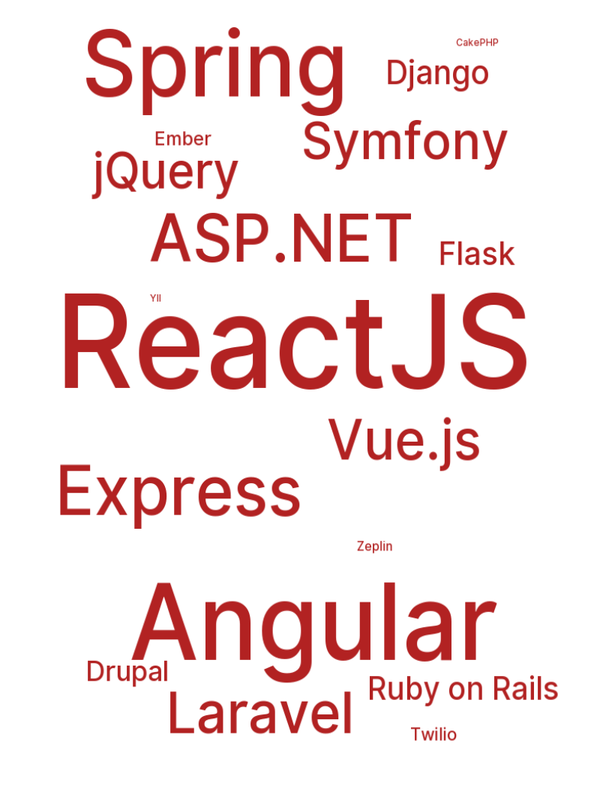 Spring
CakePHP
Django
Symfony
Ember
jQuery
ASP.NET
Flask
YII
ReactJS
Vue.js
Express
Zeplin
Angular
Drupal
Ruby on Rails
Laravel
Twilio